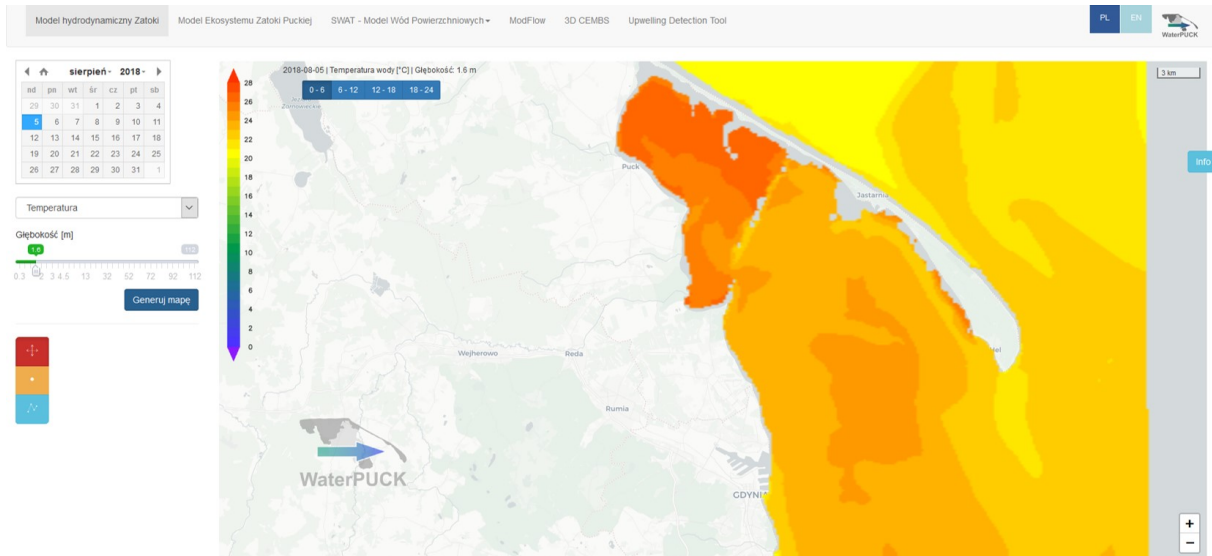 Model hydrodynamiczny Zatoki Model Ekosystemu Zatoki Puckiej SWAT - Model Wód Powierzchniowych ModFlow 3D CEMBS Upwelling Detection Tool PL EN
WaterPUCK
sierpień 2018
nd pn wt śr cz pt sb
29 30 31 1 2 3 4
5 6 7 8 9 10 11
12 13 14 15 16 17 18
19 20 21 22 23 24 25
26 27 28 29 30 31 1
Temperatura
Głębokość [m]
1.6 112
0.3 2 3 4.5 13 32 52 72 92 112
Generuj mapę
2018-08-05 | Temperatura wody [°C] | Głębokość: 1.6 m
0 - 6 6 - 12 12 - 18 18 - 24
28
26
24
22
20
18
16
14
12
10
8
6
4
2
0
3 km
Info
Puck
Jastarnia
Hel
Wejherowo
Reda
Rumia
WaterPUCK
GDYNIA
+
−